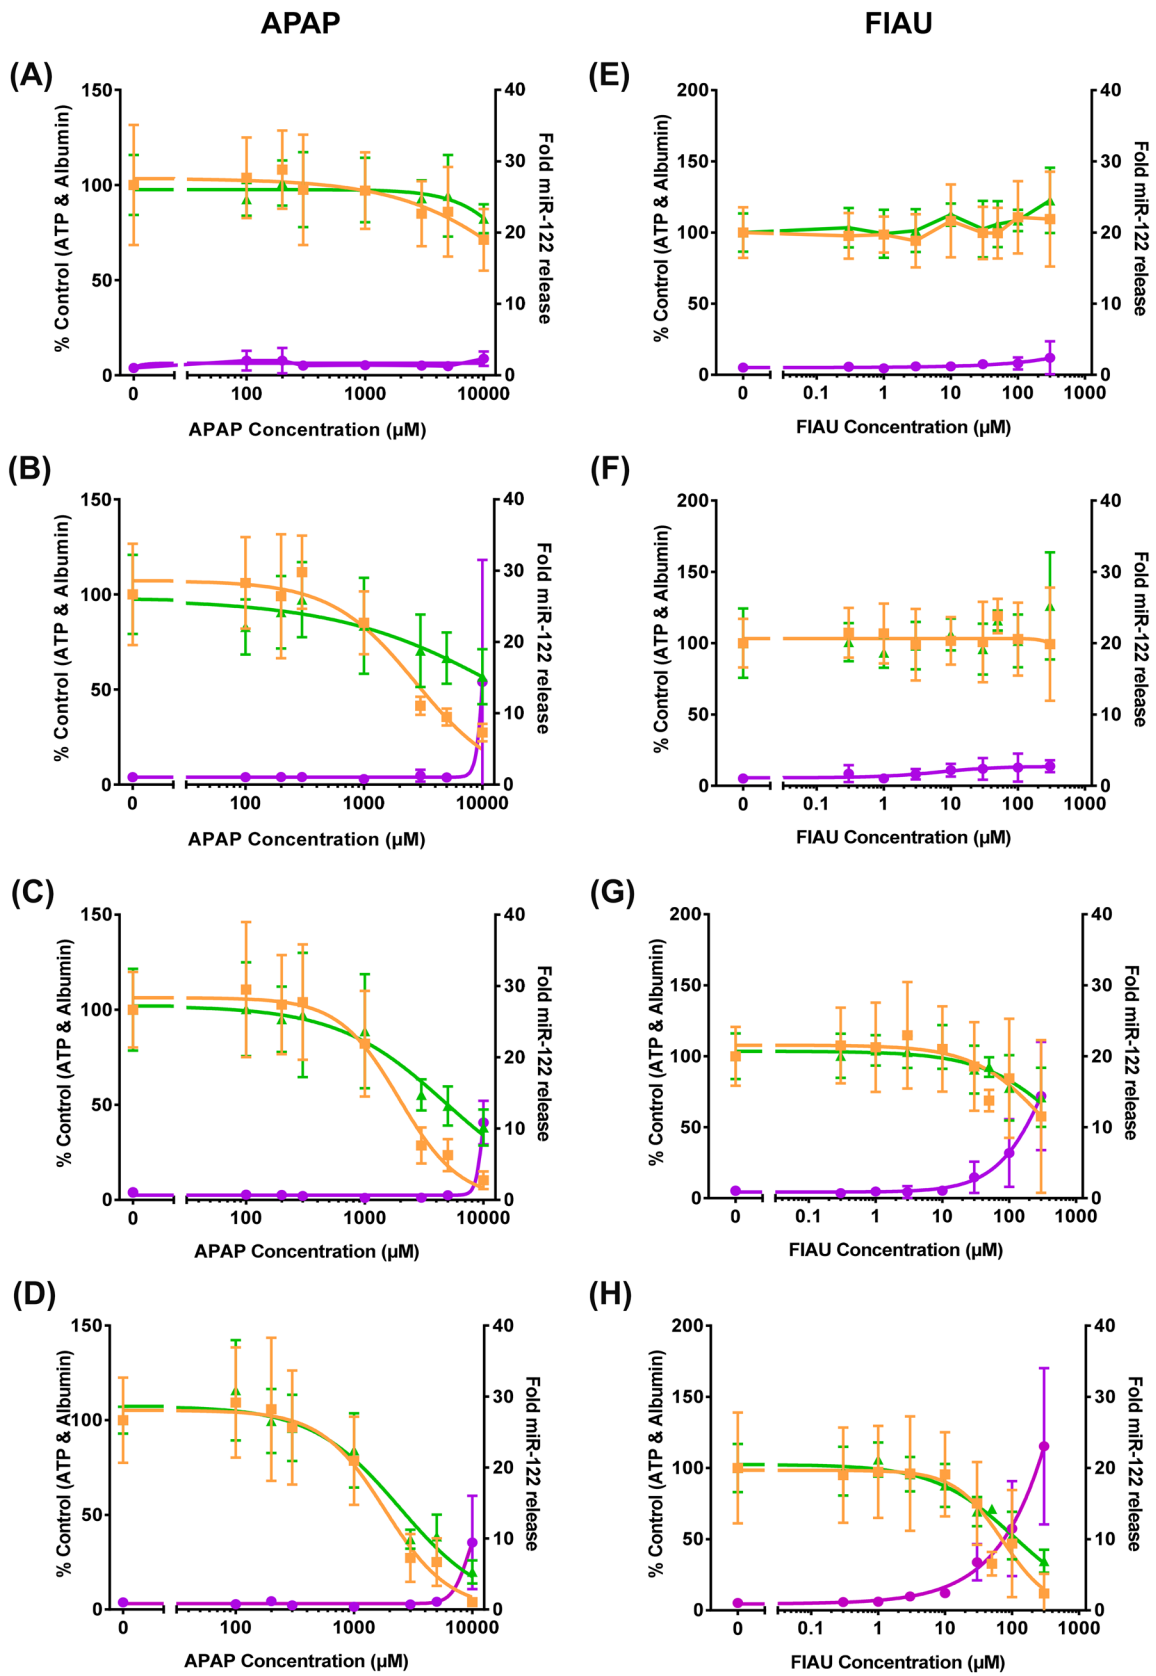 APAP
FIAU
(A)
% Control (ATP & Albumin)
150
100
50
0
40
30
20
10
0
Fold miR-122 release
0 100 1000 10000
APAP Concentration (µM)
(E)
% Control (ATP & Albumin)
200
150
100
50
0
40
30
20
10
0
Fold miR-122 release
0 0.1 1 10 100 1000
FIAU Concentration (µM)
(B)
% Control (ATP & Albumin)
150
100
50
0
40
30
20
10
0
Fold miR-122 release
0 100 1000 10000
APAP Concentration (µM)
(F)
% Control (ATP & Albumin)
200
150
100
50
0
40
30
20
10
0
Fold miR-122 release
0 0.1 1 10 100 1000
FIAU Concentration (µM)
(C)
% Control (ATP & Albumin)
150
100
50
0
40
30
20
10
0
Fold miR-122 release
0 100 1000 10000
APAP Concentration (µM)
(G)
% Control (ATP & Albumin)
200
150
100
50
0
40
30
20
10
0
Fold miR-122 release
0 0.1 1 10 100 1000
FIAU Concentration (µM)
(D)
% Control (ATP & Albumin)
150
100
50
0
40
30
20
10
0
Fold miR-122 release
0 100 1000 10000
APAP Concentration (µM)
(H)
% Control (ATP & Albumin)
200
150
100
50
0
40
30
20
10
0
Fold miR-122 release
0 0.1 1 10 100 1000
FIAU Concentration (µM)